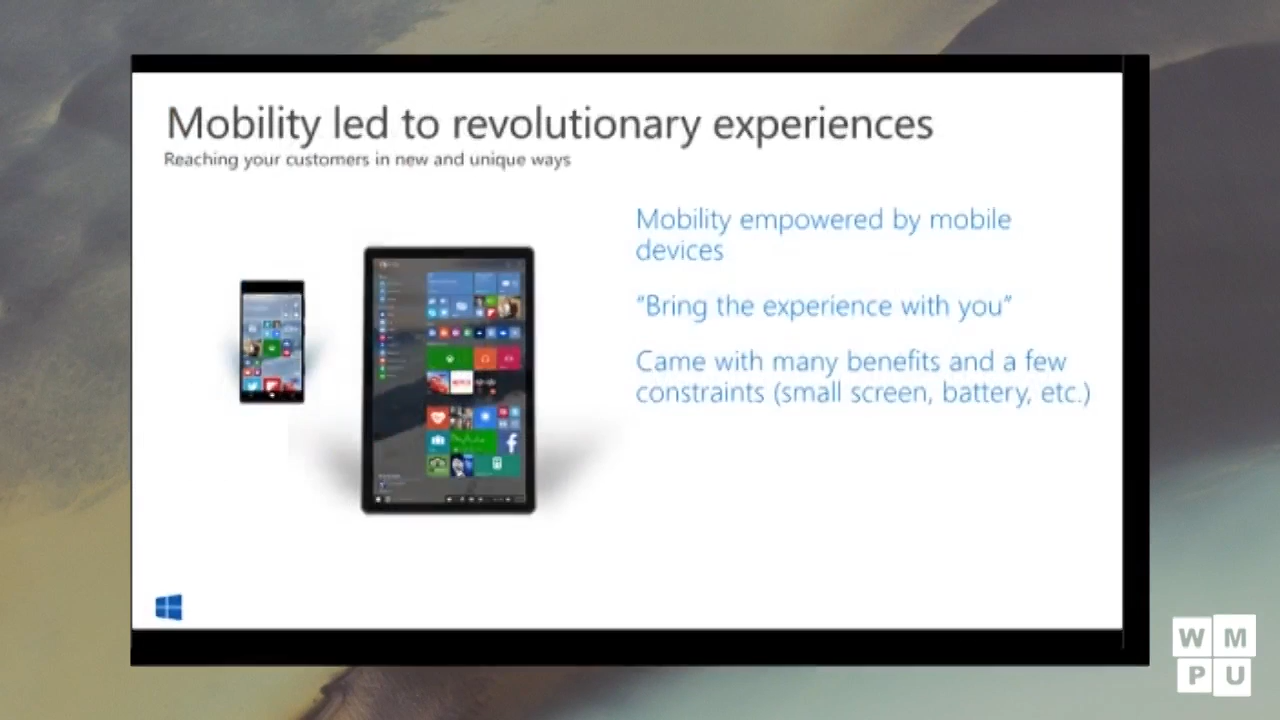 Mobility led to revolutionary experiences
Reaching your customers in new and unique ways
Mobility empowered by mobile
devices
“Bring the experience with you”
Came with many benefits and a few
constraints (small screen, battery, etc.)
W M
P U